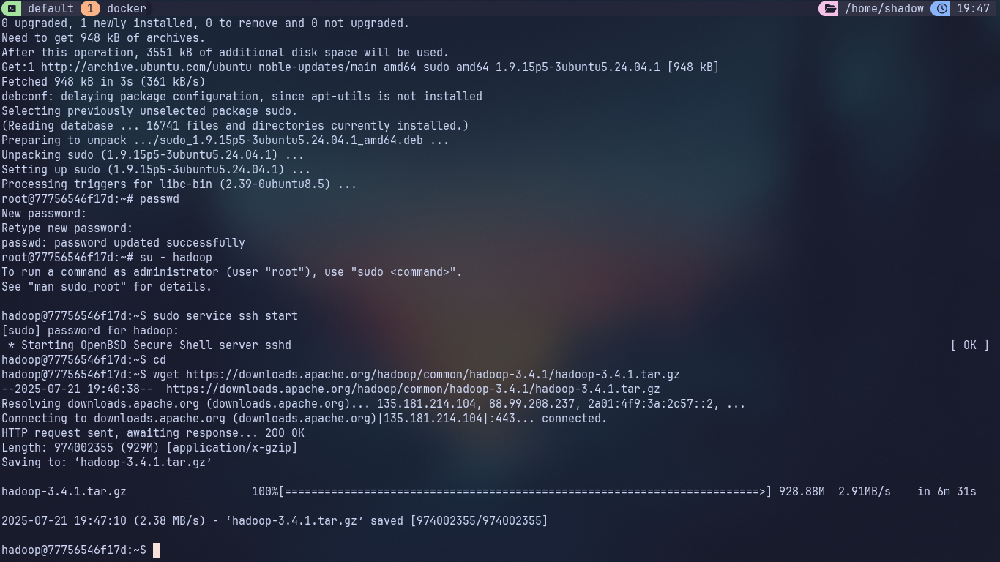 default 1 docker /home/shadow 19:47
0 upgraded, 1 newly installed, 0 to remove and 0 not upgraded.
Need to get 948 kB of archives.
After this operation, 3551 kB of additional disk space will be used.
Get:1 http://archive.ubuntu.com/ubuntu noble-updates/main amd64 sudo amd64 1.9.15p5-3ubuntu5.24.04.1 [948 kB]
Fetched 948 kB in 3s (361 kB/s)
debconf: delaying package configuration, since apt-utils is not installed
Selecting previously unselected package sudo.
(Reading database ... 16741 files and directories currently installed.)
Preparing to unpack .../sudo_1.9.15p5-3ubuntu5.24.04.1_amd64.deb ...
Unpacking sudo (1.9.15p5-3ubuntu5.24.04.1) ...
Setting up sudo (1.9.15p5-3ubuntu5.24.04.1) ...
Processing triggers for libc-bin (2.39-0ubuntu8.5) ...
root@77756546f17d:~# passwd
New password:
Retype new password:
passwd: password updated successfully
root@77756546f17d:~# su - hadoop
To run a command as administrator (user "root"), use "sudo <command>".
See "man sudo_root" for details.
hadoop@77756546f17d:~$ sudo service ssh start
[sudo] password for hadoop:
* Starting OpenBSD Secure Shell server sshd [ OK ]
hadoop@77756546f17d:~$ cd
hadoop@77756546f17d:~$ wget https://downloads.apache.org/hadoop/common/hadoop-3.4.1/hadoop-3.4.1.tar.gz
--2025-07-21 19:40:38--  https://downloads.apache.org/hadoop/common/hadoop-3.4.1/hadoop-3.4.1.tar.gz
Resolving downloads.apache.org (downloads.apache.org)... 135.181.214.104, 88.99.208.237, 2a01:4f9:3a:2c57::2, ...
Connecting to downloads.apache.org (downloads.apache.org)|135.181.214.104|:443... connected.
HTTP request sent, awaiting response... 200 OK
Length: 974002355 (929M) [application/x-gzip]
Saving to: ‘hadoop-3.4.1.tar.gz’
hadoop-3.4.1.tar.gz 100%[========================================================================>] 928.88M 2.91MB/s in 6m 31s
2025-07-21 19:47:10 (2.38 MB/s) - ‘hadoop-3.4.1.tar.gz’ saved [974002355/974002355]
hadoop@77756546f17d:~$